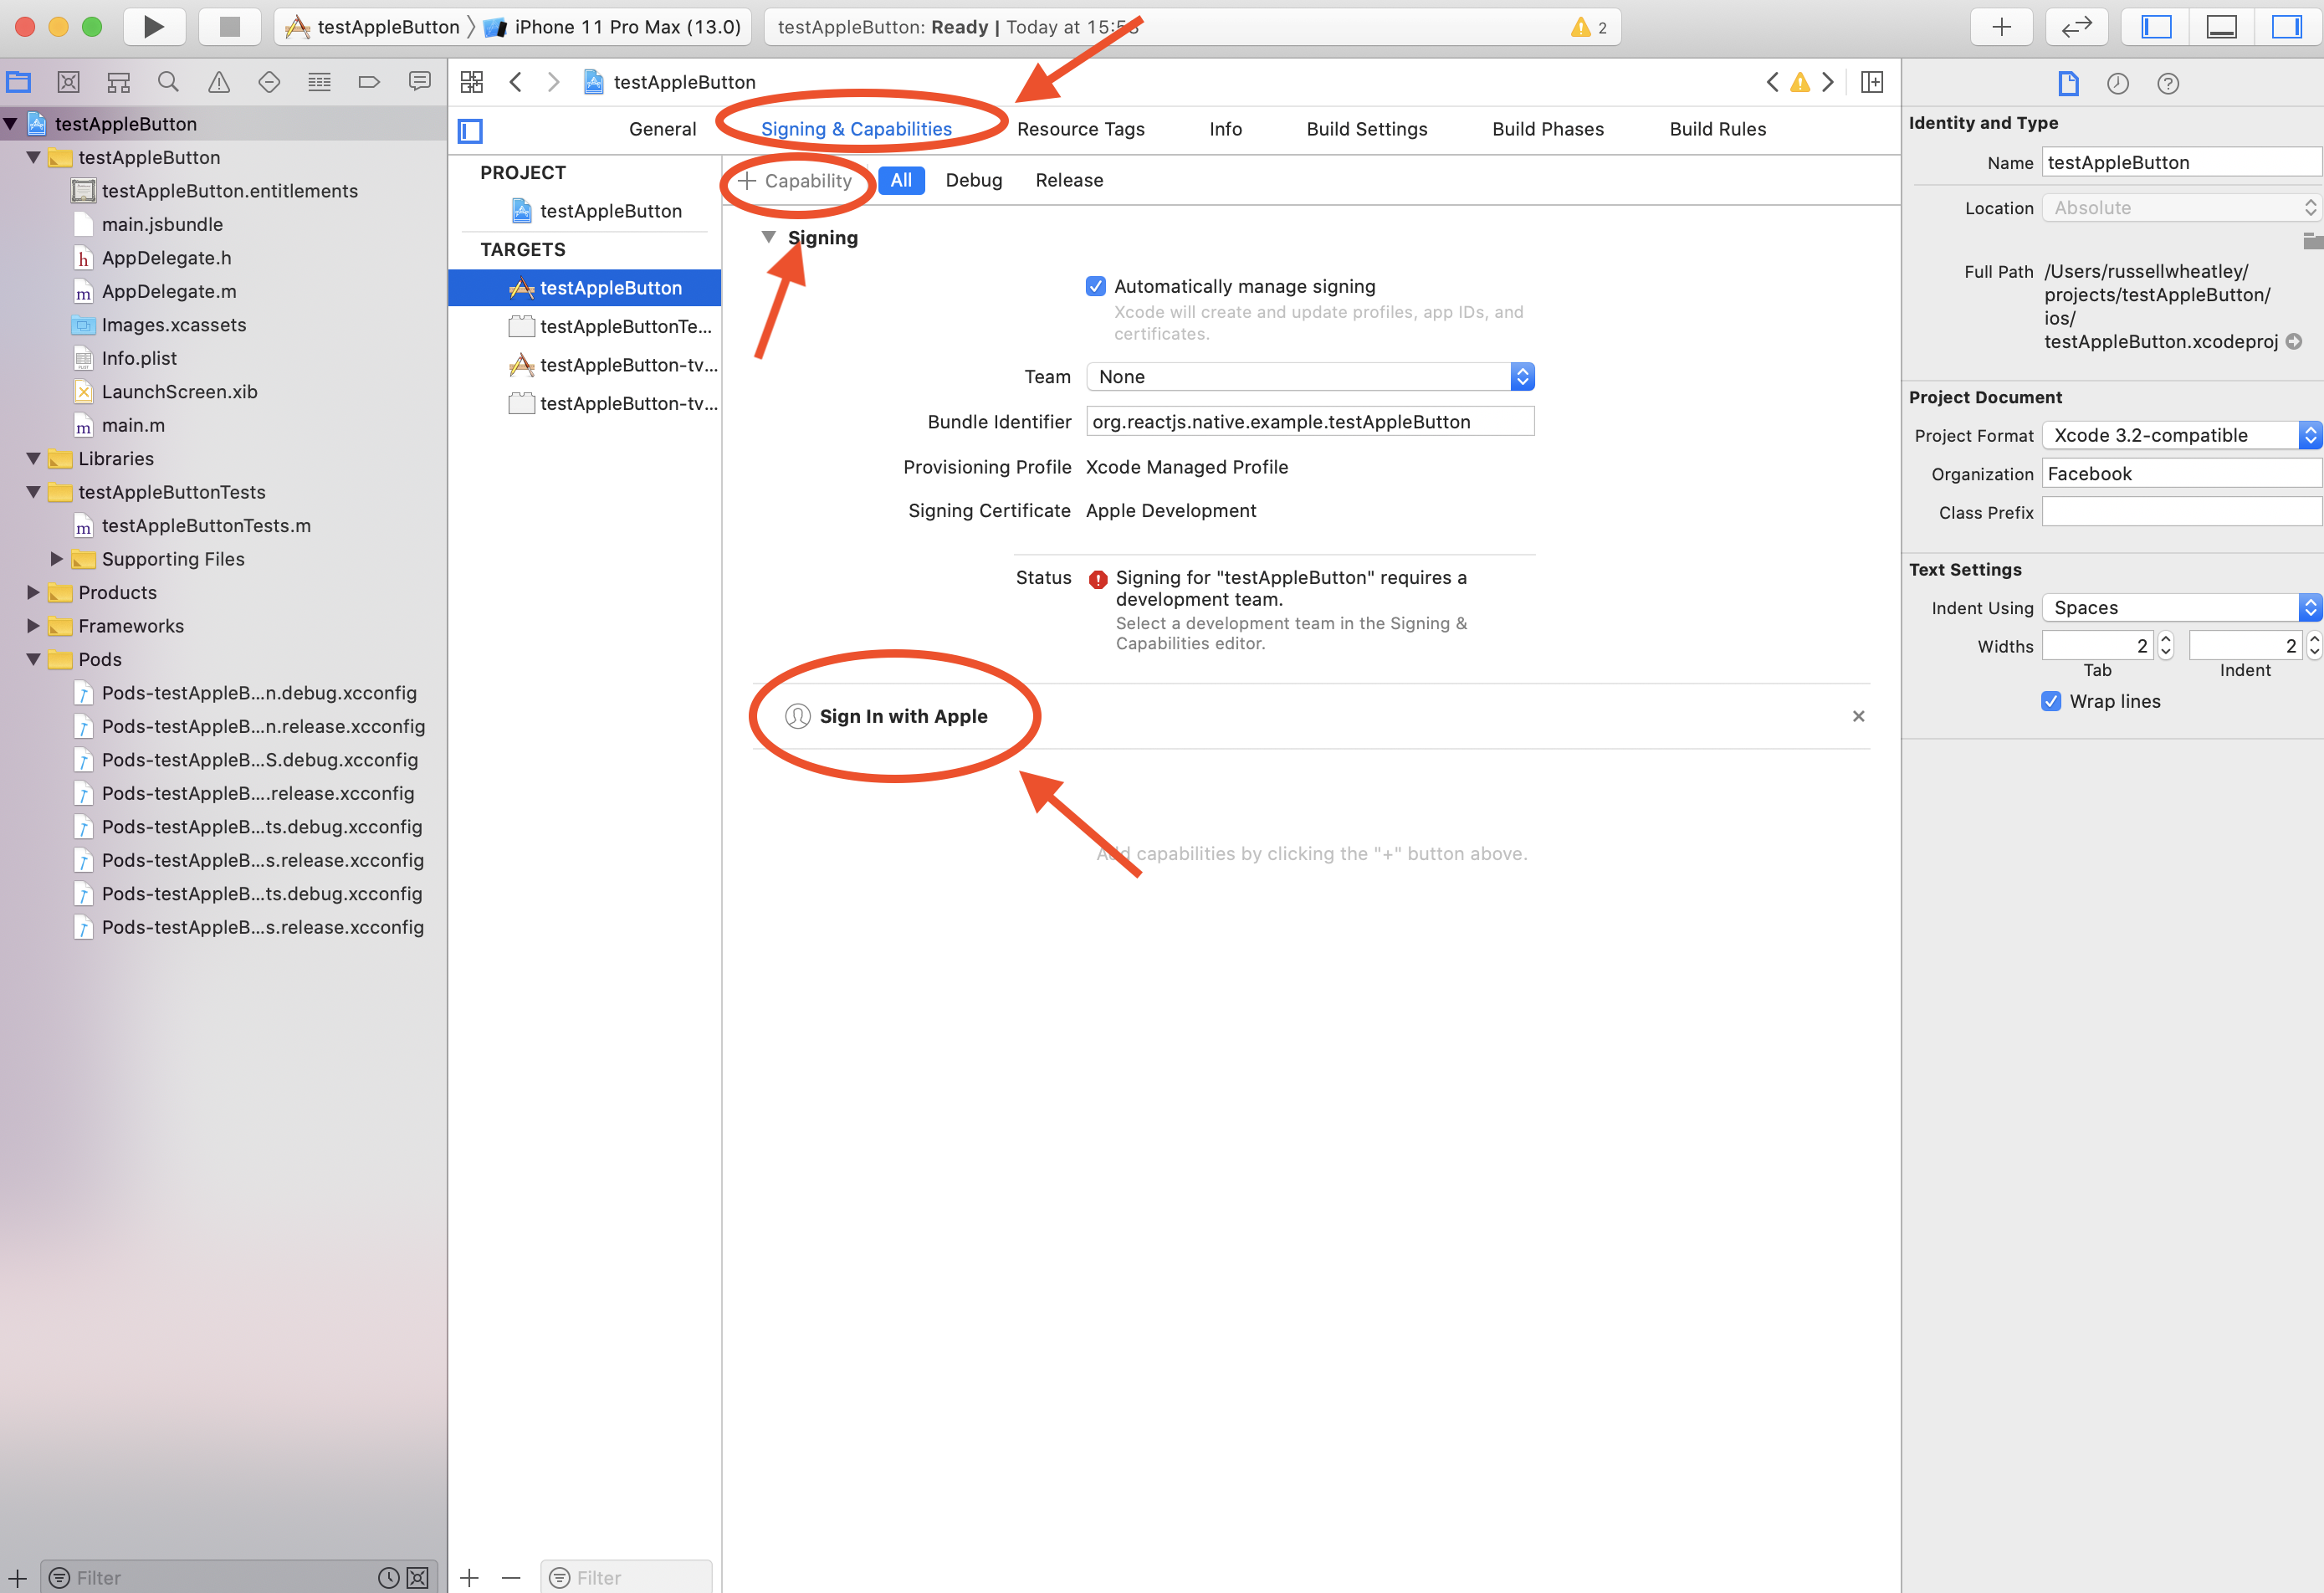 testAppleButton
iPhone 11 Pro Max (13.0)
testAppleButton: Ready | Today at
2
testAppleButton
testAppleButton
testAppleButton.entitlements
main.jsbundle
AppDelegate.h
AppDelegate.m
Images.xcassets
Info.plist
LaunchScreen.xib
main.m
Libraries
testAppleButtonTests
testAppleButtonTests.m
Supporting Files
Products
Frameworks
Pods
Pods-testAppleB...n.debug.xcconfig
Pods-testAppleB...n.release.xcconfig
Pods-testAppleB...S.debug.xcconfig
Pods-testAppleB....release.xcconfig
Pods-testAppleB...ts.debug.xcconfig
Pods-testAppleB...s.release.xcconfig
Pods-testAppleB...ts.debug.xcconfig
Pods-testAppleB...s.release.xcconfig
Filter
testAppleButton
General
Signing & Capabilities
Resource Tags
Info
Build Settings
Build Phases
Build Rules
PROJECT
testAppleButton
TARGETS
testAppleButton
testAppleButtonTe...
testAppleButton-tv...
testAppleButton-tv...
Filter
+ Capability
All
Debug
Release
Signing
Automatically manage signing
Xcode will create and update profiles, app IDs, and
certificates.
Team
None
Bundle Identifier
org.reactjs.native.example.testAppleButton
Provisioning Profile
Xcode Managed Profile
Signing Certificate
Apple Development
Status
Signing for "testAppleButton" requires a
development team.
Select a development team in the Signing &
Capabilities editor.
Sign In with Apple
Add capabilities by clicking the "+" button above.
Identity and Type
Name
testAppleButton
Location
Absolute
Full Path
/Users/russellwheatley/
projects/testAppleButton/
ios/
testAppleButton.xcodeproj
Project Document
Project Format
Xcode 3.2-compatible
Organization
Facebook
Class Prefix
Text Settings
Indent Using
Spaces
Widths
2
2
Tab
Indent
Wrap lines